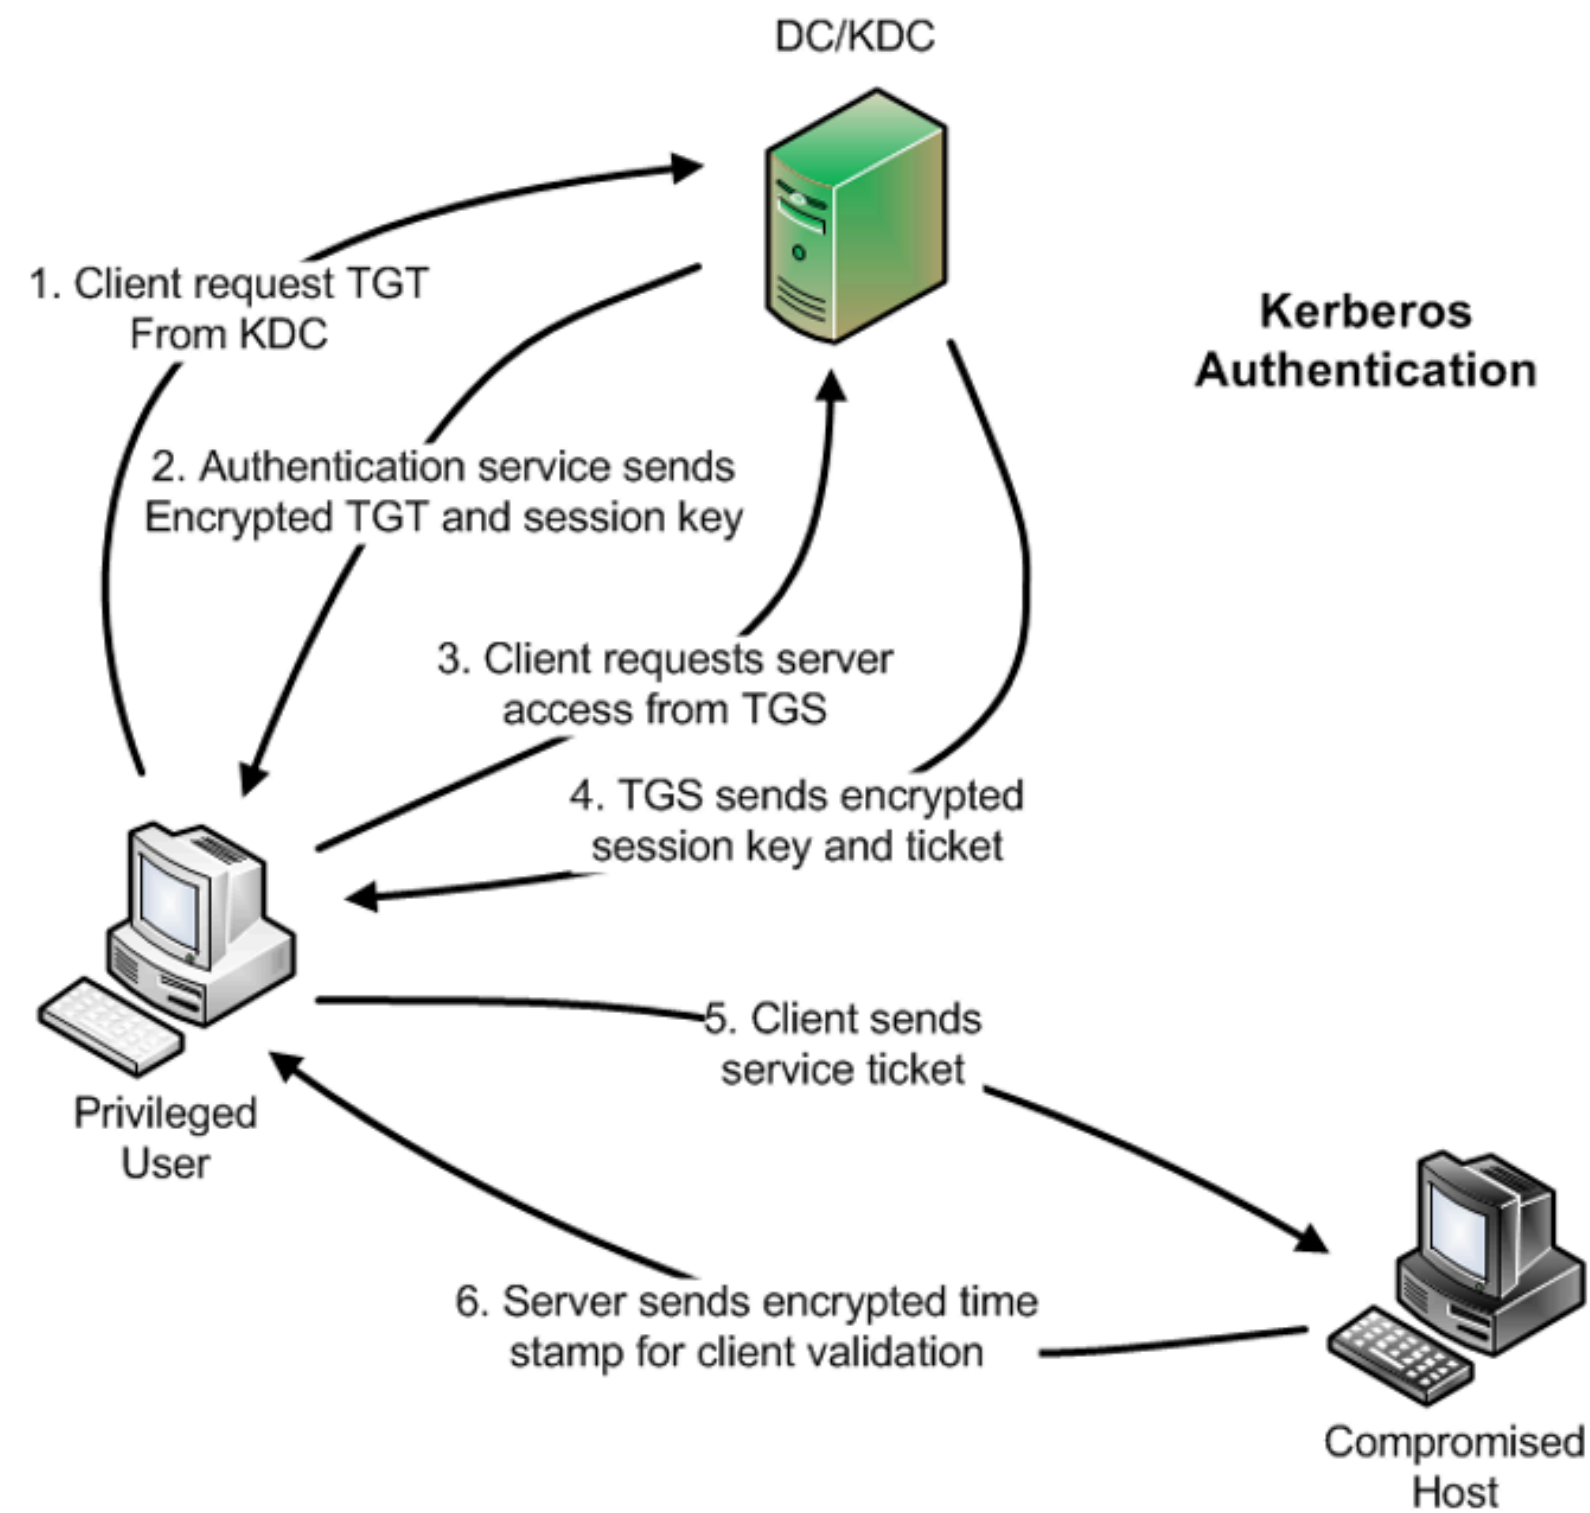 DC/KDC
Kerberos
Authentication
1. Client request TGT
From KDC
2. Authentication service sends
Encrypted TGT and session key
3. Client requests server
access from TGS
4. TGS sends encrypted
session key and ticket
5. Client sends
service ticket
Privileged
User
6. Server sends encrypted time
stamp for client validation
Compromised
Host